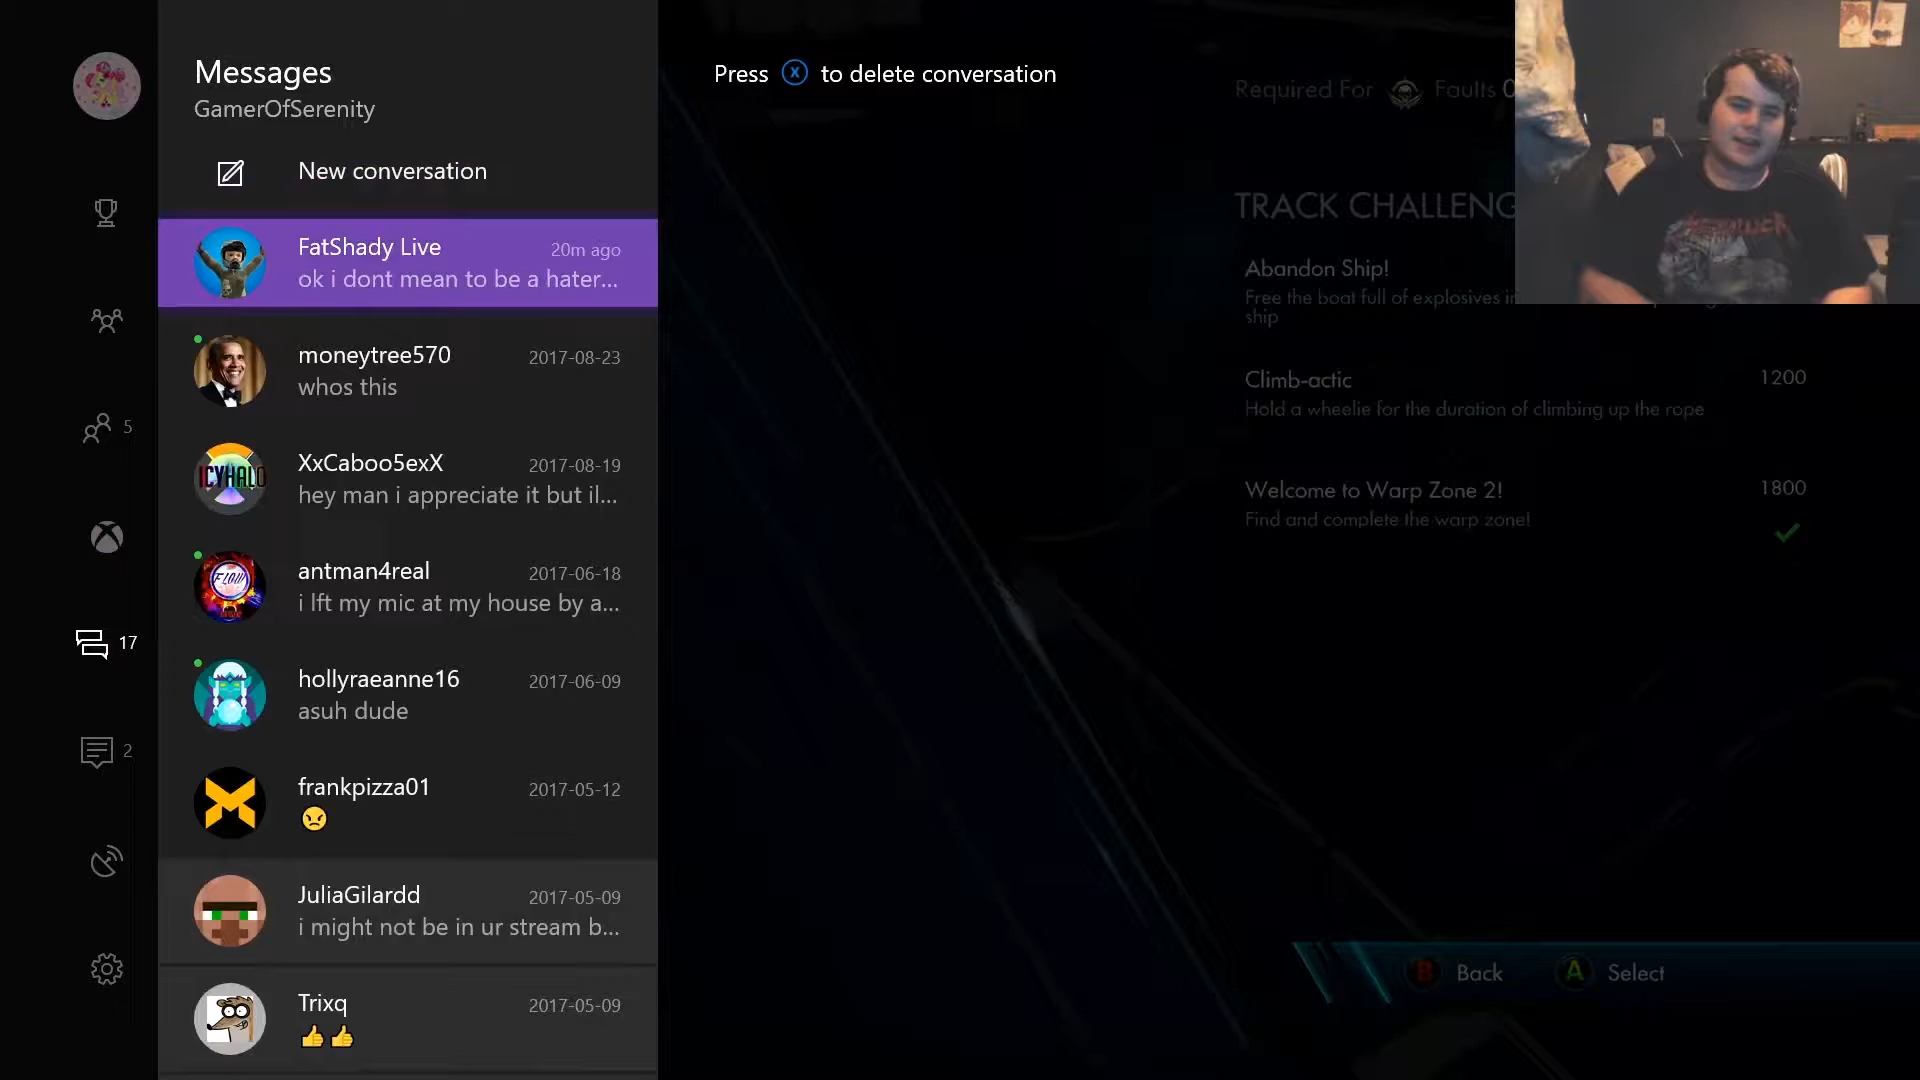 Messages
GamerOfSerenity
New conversation
FatShady Live 20m ago
ok i dont mean to be a hater...
moneytree570 2017-08-23
whos this
ICYHALO
XxCaboo5exX 2017-08-19
hey man i appreciate it but il...
FLOW
antman4real 2017-06-18
i lft my mic at my house by a...
hollyraeanne16 2017-06-09
asuh dude
frankpizza01 2017-05-12
😠
JuliaGilardd 2017-05-09
i might not be in ur stream b...
Trixq 2017-05-09
👍👍
5
17
2
Press X to delete conversation
Required For Faults 0
TRACK CHALLENG
Abandon Ship!
Free the boat full of explosives
ship
Climb-actic 1200
Hold a wheelie for the duration of climbing up the rope
Welcome to Warp Zone 2! 1800
Find and complete the warp zone!
B Back A Select